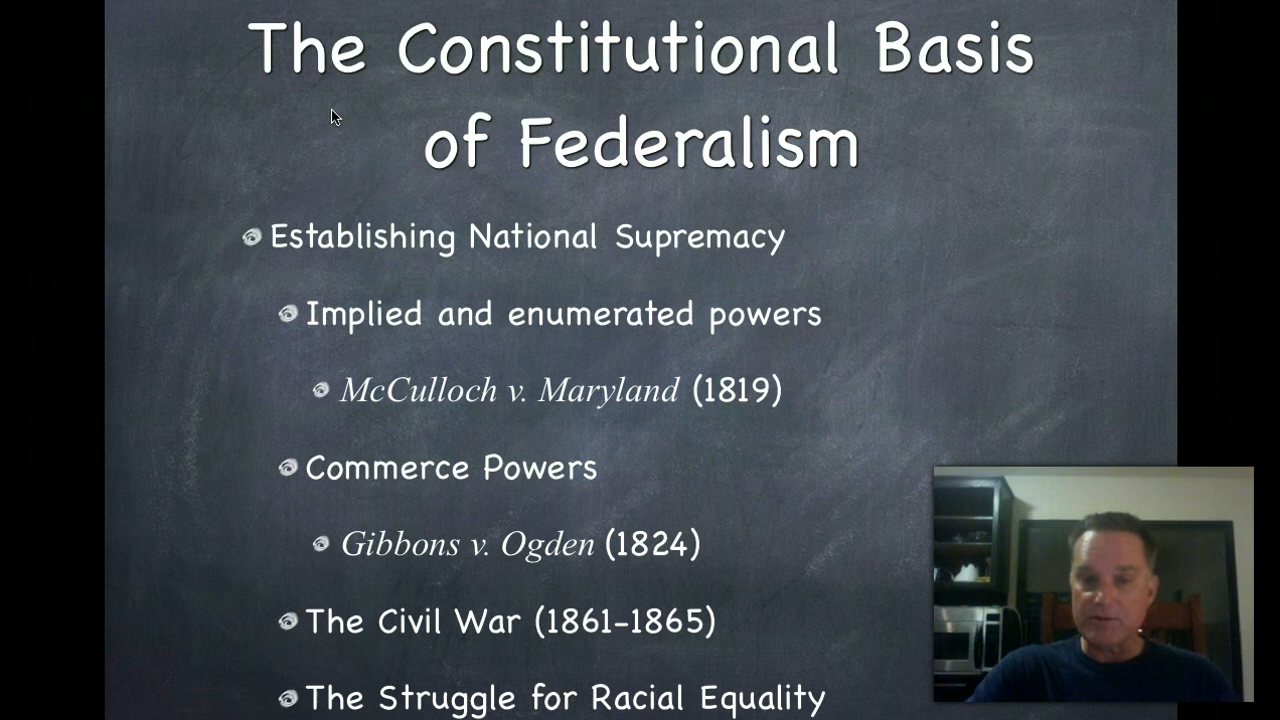 The Constitutional Basis
of Federalism
Establishing National Supremacy
Implied and enumerated powers
McCulloch v. Maryland (1819)
Commerce Powers
Gibbons v. Ogden (1824)
The Civil War (1861-1865)
The Struggle for Racial Equality